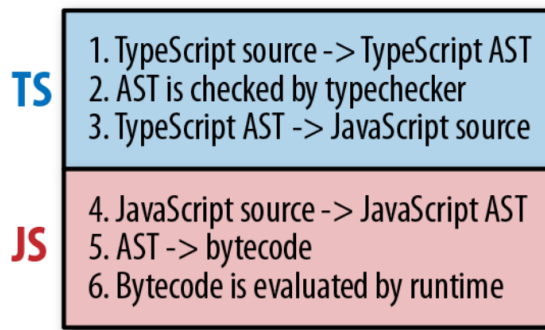 TS
1. TypeScript source -> TypeScript AST
2. AST is checked by typechecker
3. TypeScript AST -> JavaScript source
JS
4. JavaScript source -> JavaScript AST
5. AST -> bytecode
6. Bytecode is evaluated by runtime